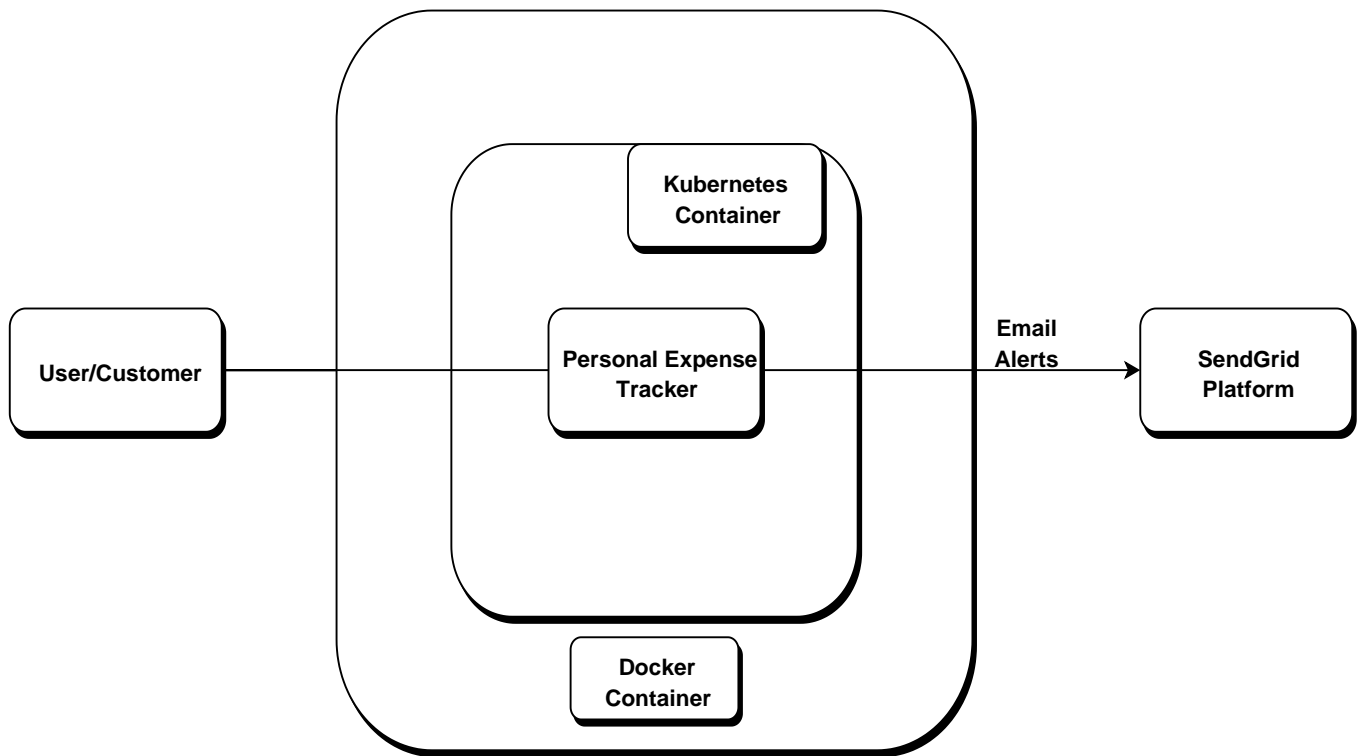 Kubernetes
Container
User/Customer
Personal Expense
Tracker
Email
Alerts
SendGrid
Platform
Docker
Container